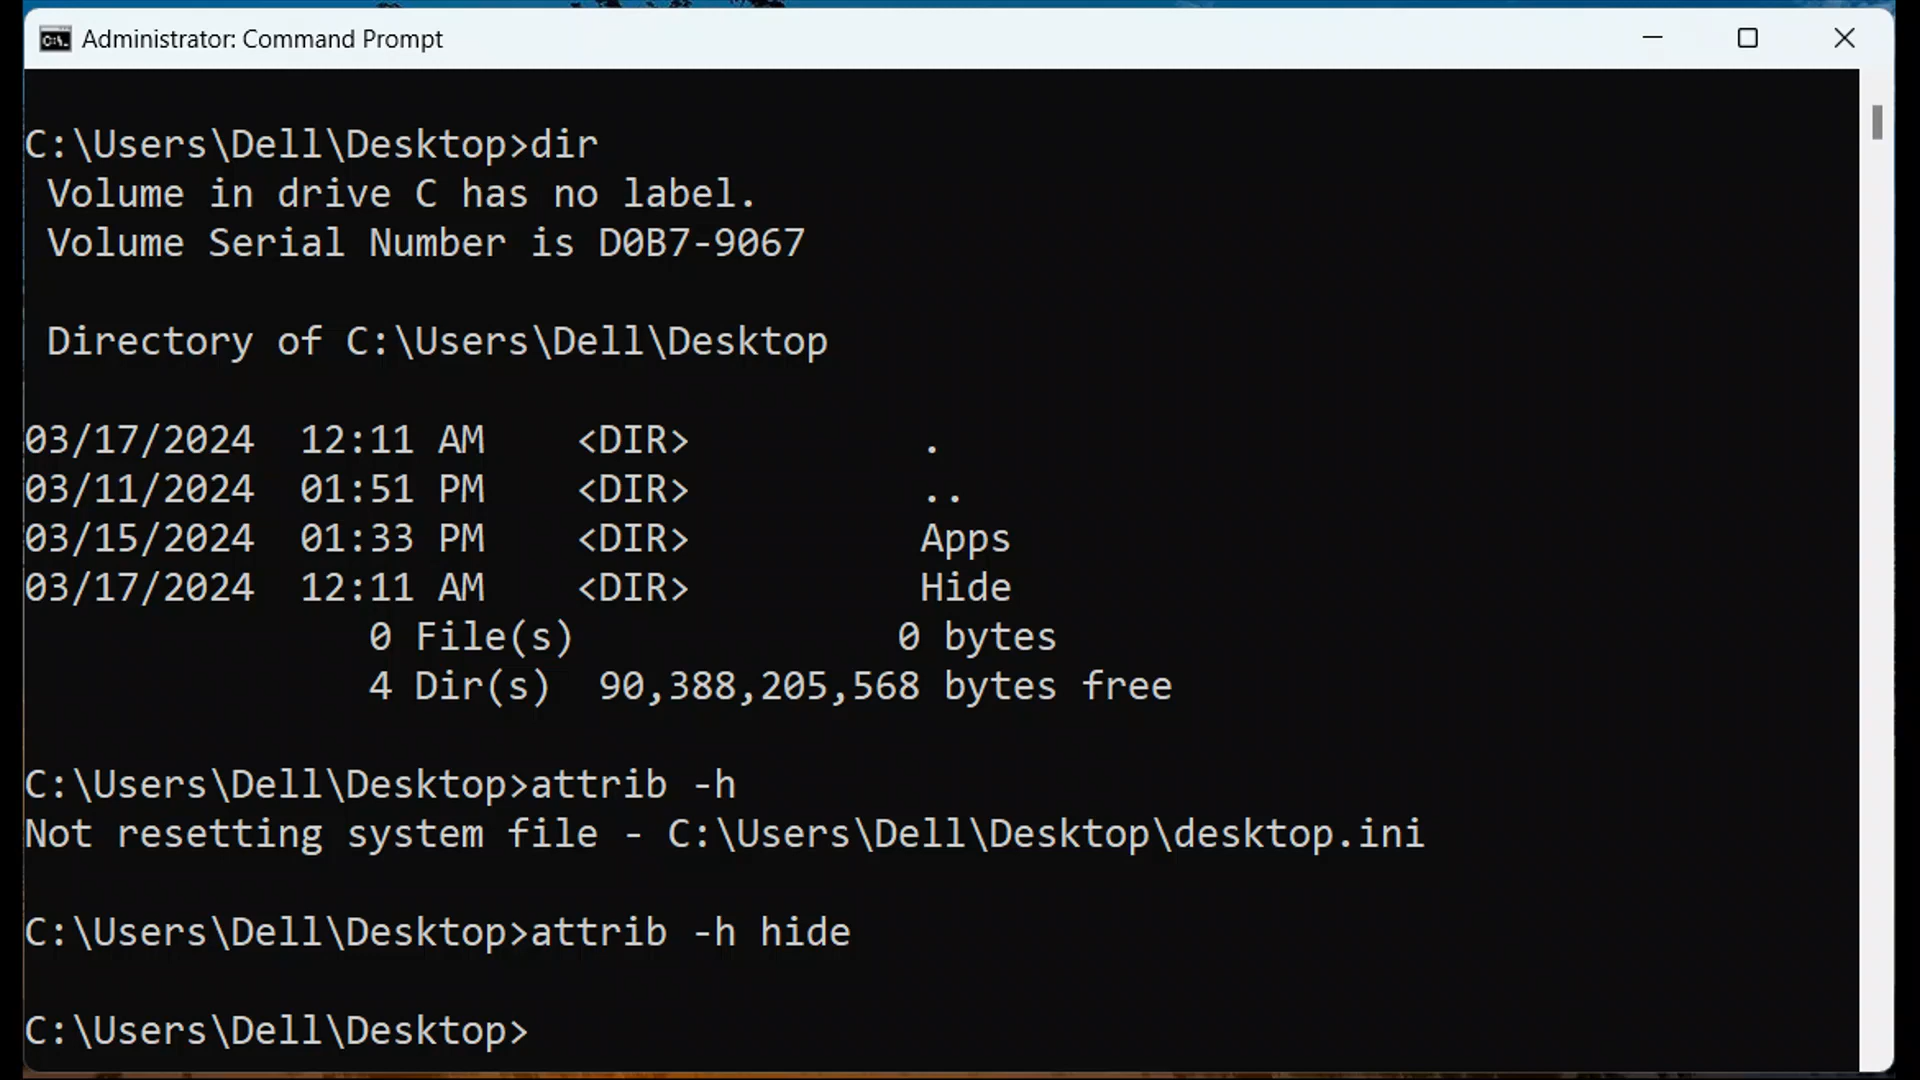 Administrator: Command Prompt
C:\Users\Dell\Desktop>dir
Volume in drive C has no label.
Volume Serial Number is D0B7-9067
Directory of C:\Users\Dell\Desktop
03/17/2024  12:11 AM    <DIR>          .
03/11/2024  01:51 PM    <DIR>          ..
03/15/2024  01:33 PM    <DIR>          Apps
03/17/2024  12:11 AM    <DIR>          Hide
0 File(s)              0 bytes
4 Dir(s)  90,388,205,568 bytes free
C:\Users\Dell\Desktop>attrib -h
Not resetting system file - C:\Users\Dell\Desktop\desktop.ini
C:\Users\Dell\Desktop>attrib -h hide
C:\Users\Dell\Desktop>